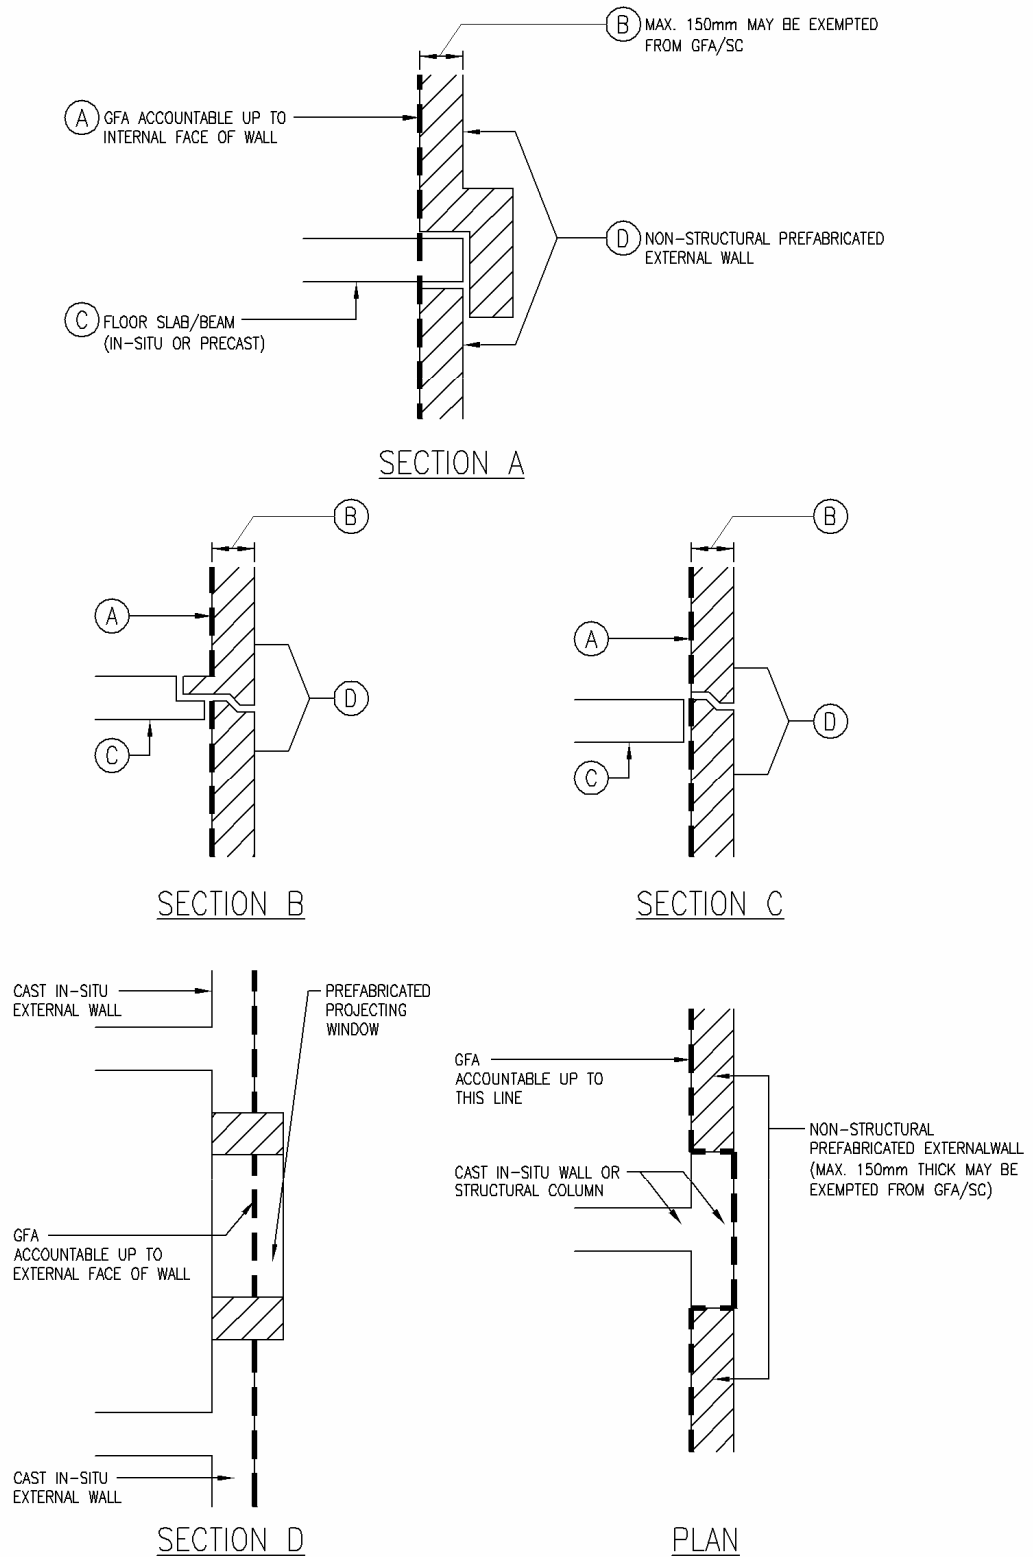 B MAX. 150mm MAY BE EXEMPTED
FROM GFA/SC
A GFA ACCOUNTABLE UP TO
INTERNAL FACE OF WALL
D NON-STRUCTURAL PREFABRICATED
EXTERNAL WALL
C FLOOR SLAB/BEAM
(IN-SITU OR PRECAST)
SECTION A
B
A
D
C
SECTION B
B
A
D
C
SECTION C
CAST IN-SITU
EXTERNAL WALL
PREFABRICATED
PROJECTING
WINDOW
GFA
ACCOUNTABLE UP TO
EXTERNAL FACE OF WALL
CAST IN-SITU
EXTERNAL WALL
SECTION D
GFA
ACCOUNTABLE UP TO
THIS LINE
NON-STRUCTURAL
PREFABRICATED EXTERNALWALL
(MAX. 150mm THICK MAY BE
EXEMPTED FROM GFA/SC)
CAST IN-SITU WALL OR
STRUCTURAL COLUMN
PLAN